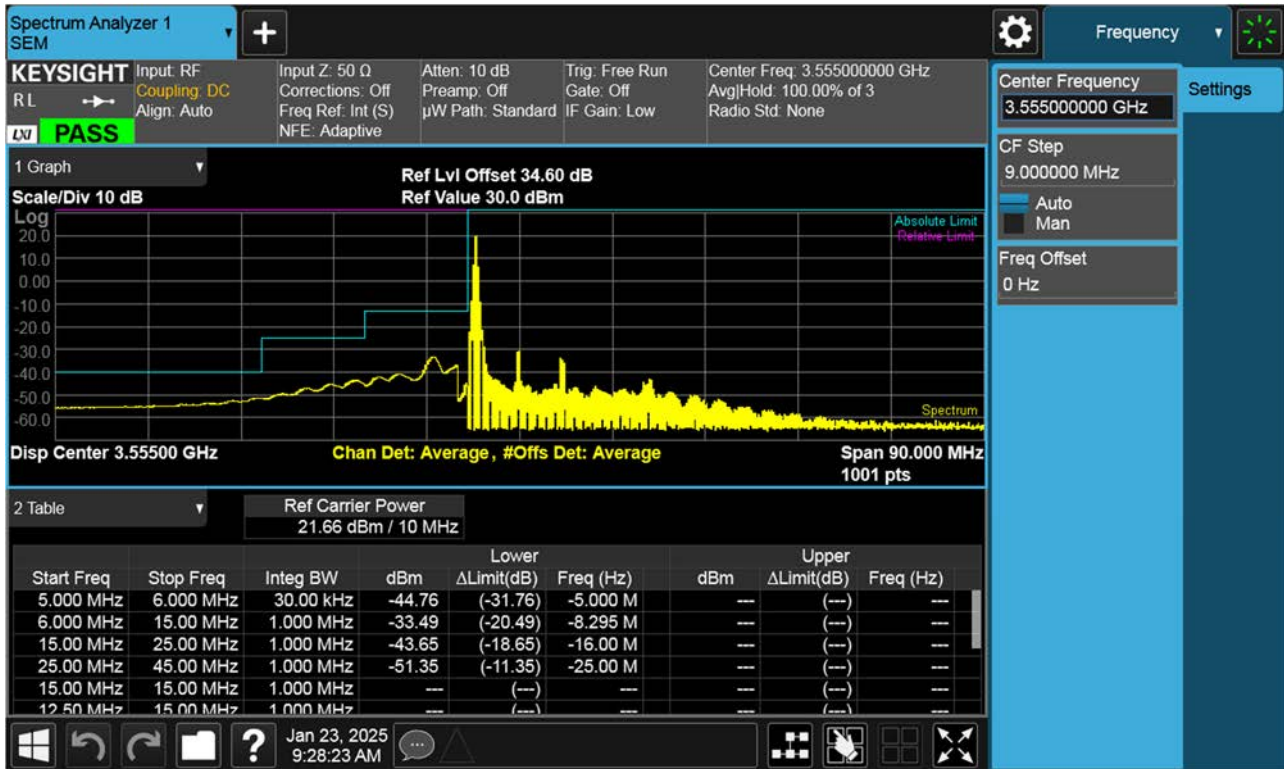 Spectrum Analyzer 1
SEM
Frequency
KEYSIGHT
RL
LXI PASS
Input: RF
Coupling: DC
Align: Auto
Input Z: 50 Ω
Corrections: Off
Freq Ref: Int (S)
NFE: Adaptive
Atten: 10 dB
Preamp: Off
µW Path: Standard
Trig: Free Run
Gate: Off
IF Gain: Low
Center Freq: 3.555000000 GHz
Avg|Hold: 100.00% of 3
Radio Std: None
Center Frequency
3.555000000 GHz
Settings
CF Step
9.000000 MHz
Auto
Man
Freq Offset
0 Hz
1 Graph
Ref Lvl Offset 34.60 dB
Scale/Div 10 dB
Ref Value 30.0 dBm
Log
Absolute Limit
Relative Limit
20.0
10.0
0.00
-10.0
-20.0
-30.0
-40.0
-50.0
-60.0
Spectrum
Disp Center 3.55500 GHz
Chan Det: Average, #Offs Det: Average
Span 90.000 MHz
1001 pts
2 Table
Ref Carrier Power
21.66 dBm / 10 MHz
Lower Upper
Start Freq Stop Freq Integ BW dBm ΔLimit(dB) Freq (Hz) dBm ΔLimit(dB) Freq (Hz)
5.000 MHz 6.000 MHz 30.00 kHz -44.76 (-31.76) -5.000 M --- (---) ---
6.000 MHz 15.00 MHz 1.000 MHz -33.49 (-20.49) -8.295 M --- (---) ---
15.00 MHz 25.00 MHz 1.000 MHz -43.65 (-18.65) -16.00 M --- (---) ---
25.00 MHz 45.00 MHz 1.000 MHz -51.35 (-11.35) -25.00 M --- (---) ---
15.00 MHz 15.00 MHz 1.000 MHz --- (---) --- --- (---) ---
12.50 MHz 15.00 MHz 1.000 MHz --- (---) --- --- (---) ---
? Jan 23, 2025
9:28:23 AM